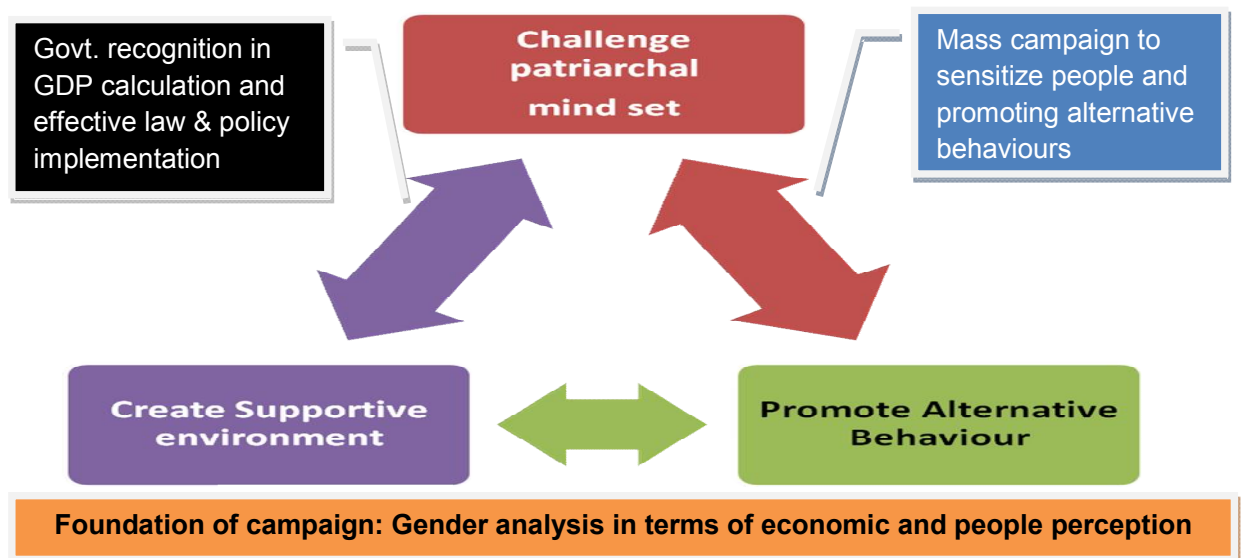 Govt. recognition in
GDP calculation and
effective law & policy
implementation
Challenge
patriarchal
mind set
Mass campaign to
sensitize people and
promoting alternative
behaviours
Create Supportive
environment
Promote Alternative
Behaviour
Foundation of campaign: Gender analysis in terms of economic and people perception